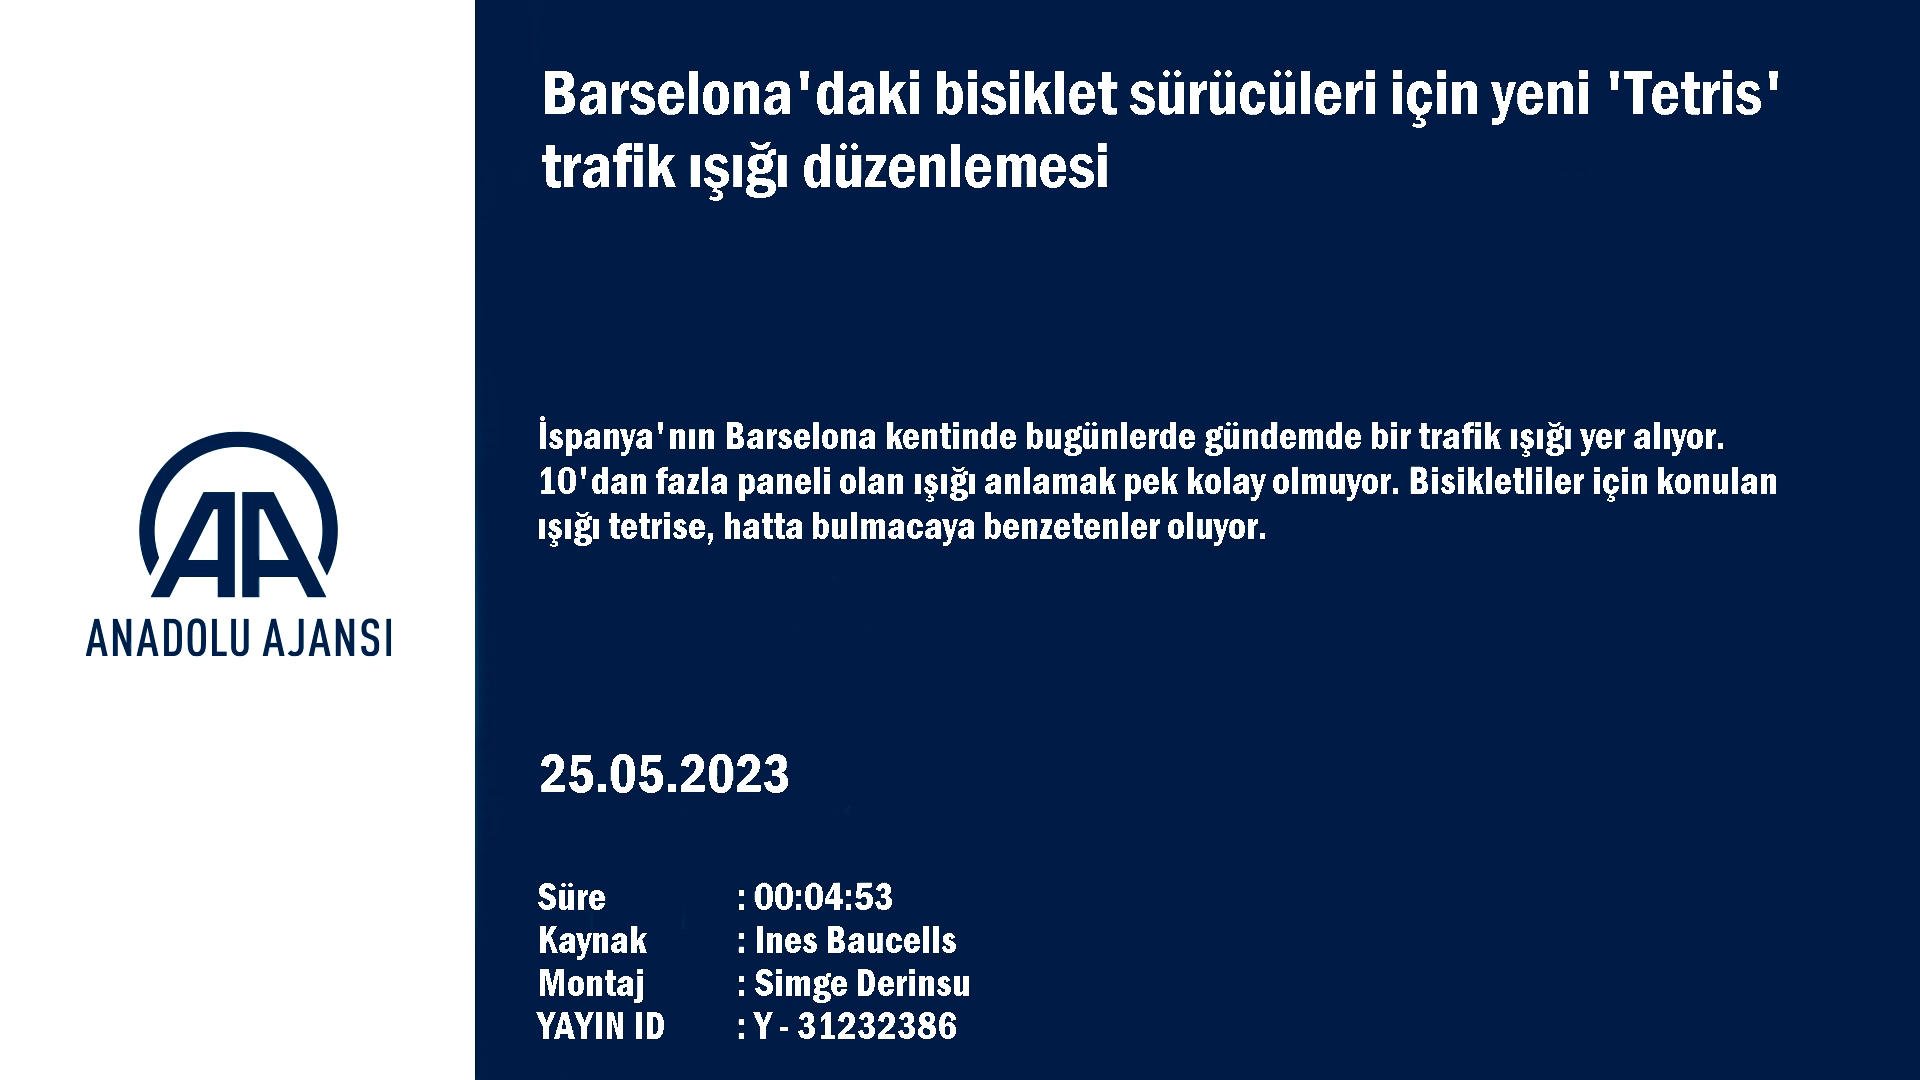 Barselona'daki bisiklet sürücüleri için yeni 'Tetris'
trafik ışığı düzenlemesi
İspanya'nın Barselona kentinde bugünlerde gündemde bir trafik ışığı yer alıyor.
10'dan fazla paneli olan ışığı anlamak pek kolay olmuyor. Bisikletliler için konulan
ışığı tetrise, hatta bulmacaya benzetenler oluyor.
AA
ANADOLU AJANSI
25.05.2023
Süre : 00:04:53
Kaynak : Ines Baucells
Montaj : Simge Derinsu
YAYIN ID : Y - 31232386